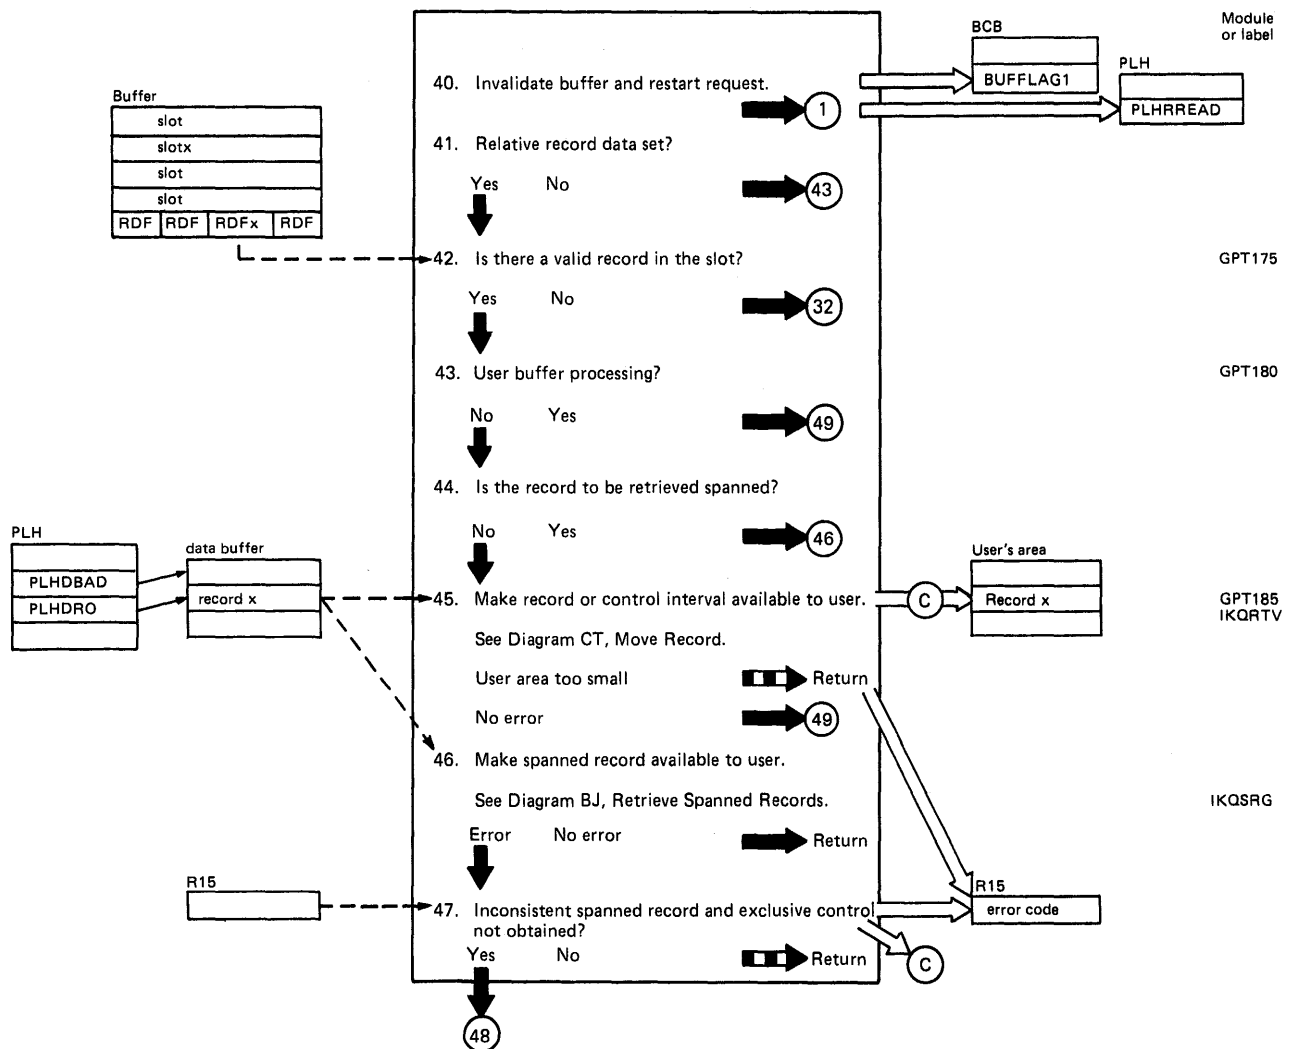 Module
or label
BCB
BUFFLAG1
PLH
PLHRREAD
40. Invalidate buffer and restart request.
1
Buffer
slot
slotx
slot
slot
RDF RDF RDFx RDF
41. Relative record data set?
Yes No
43
42. Is there a valid record in the slot?
GPT175
Yes No
32
43. User buffer processing?
GPT180
No Yes
49
44. Is the record to be retrieved spanned?
No Yes
46
PLH
PLHDBAD
PLHDRO
data buffer
record x
45. Make record or control interval available to user.
C
User's area
Record x
GPT185
IKQRTV
See Diagram CT, Move Record.
User area too small
Return
No error
49
46. Make spanned record available to user.
See Diagram BJ, Retrieve Spanned Records.
IKQSRG
Error No error
Return
R15
47. Inconsistent spanned record and exclusive control
not obtained?
R15
error code
Yes No
Return
C
48